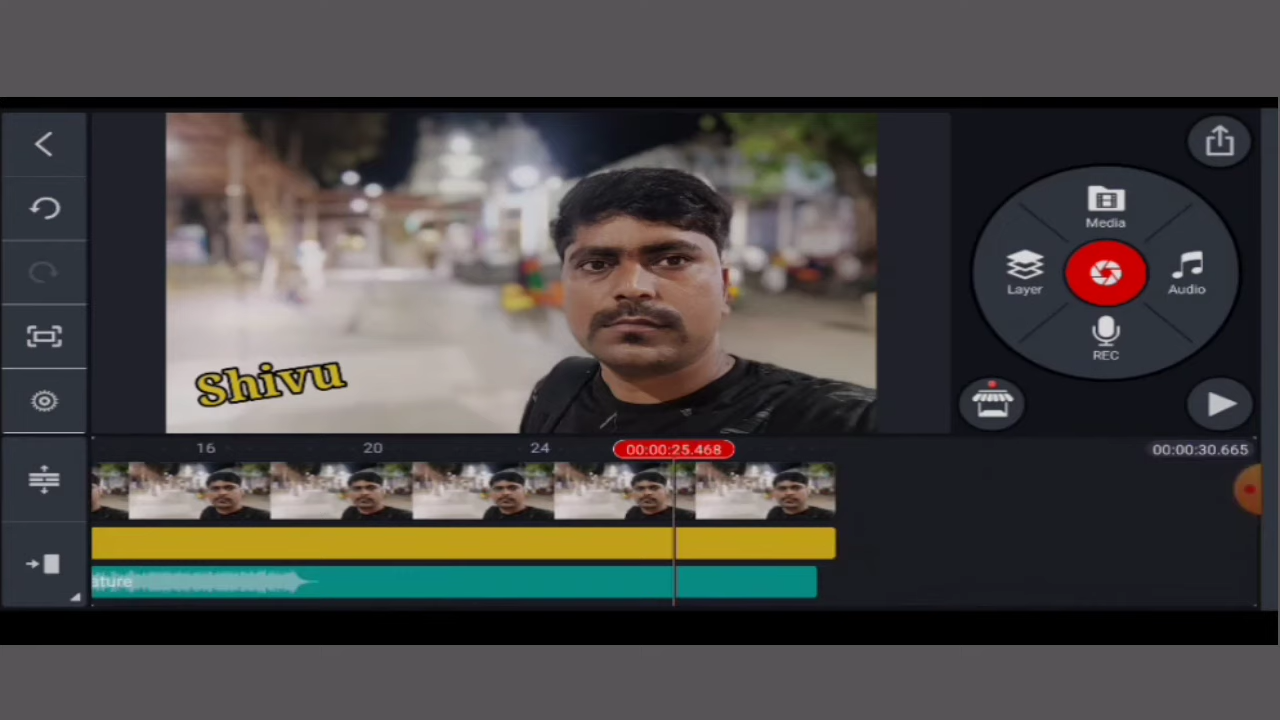 Media
Layer
Audio
REC
Shivu
16
20
24
00:00:25.468
00:00:30.665
ature